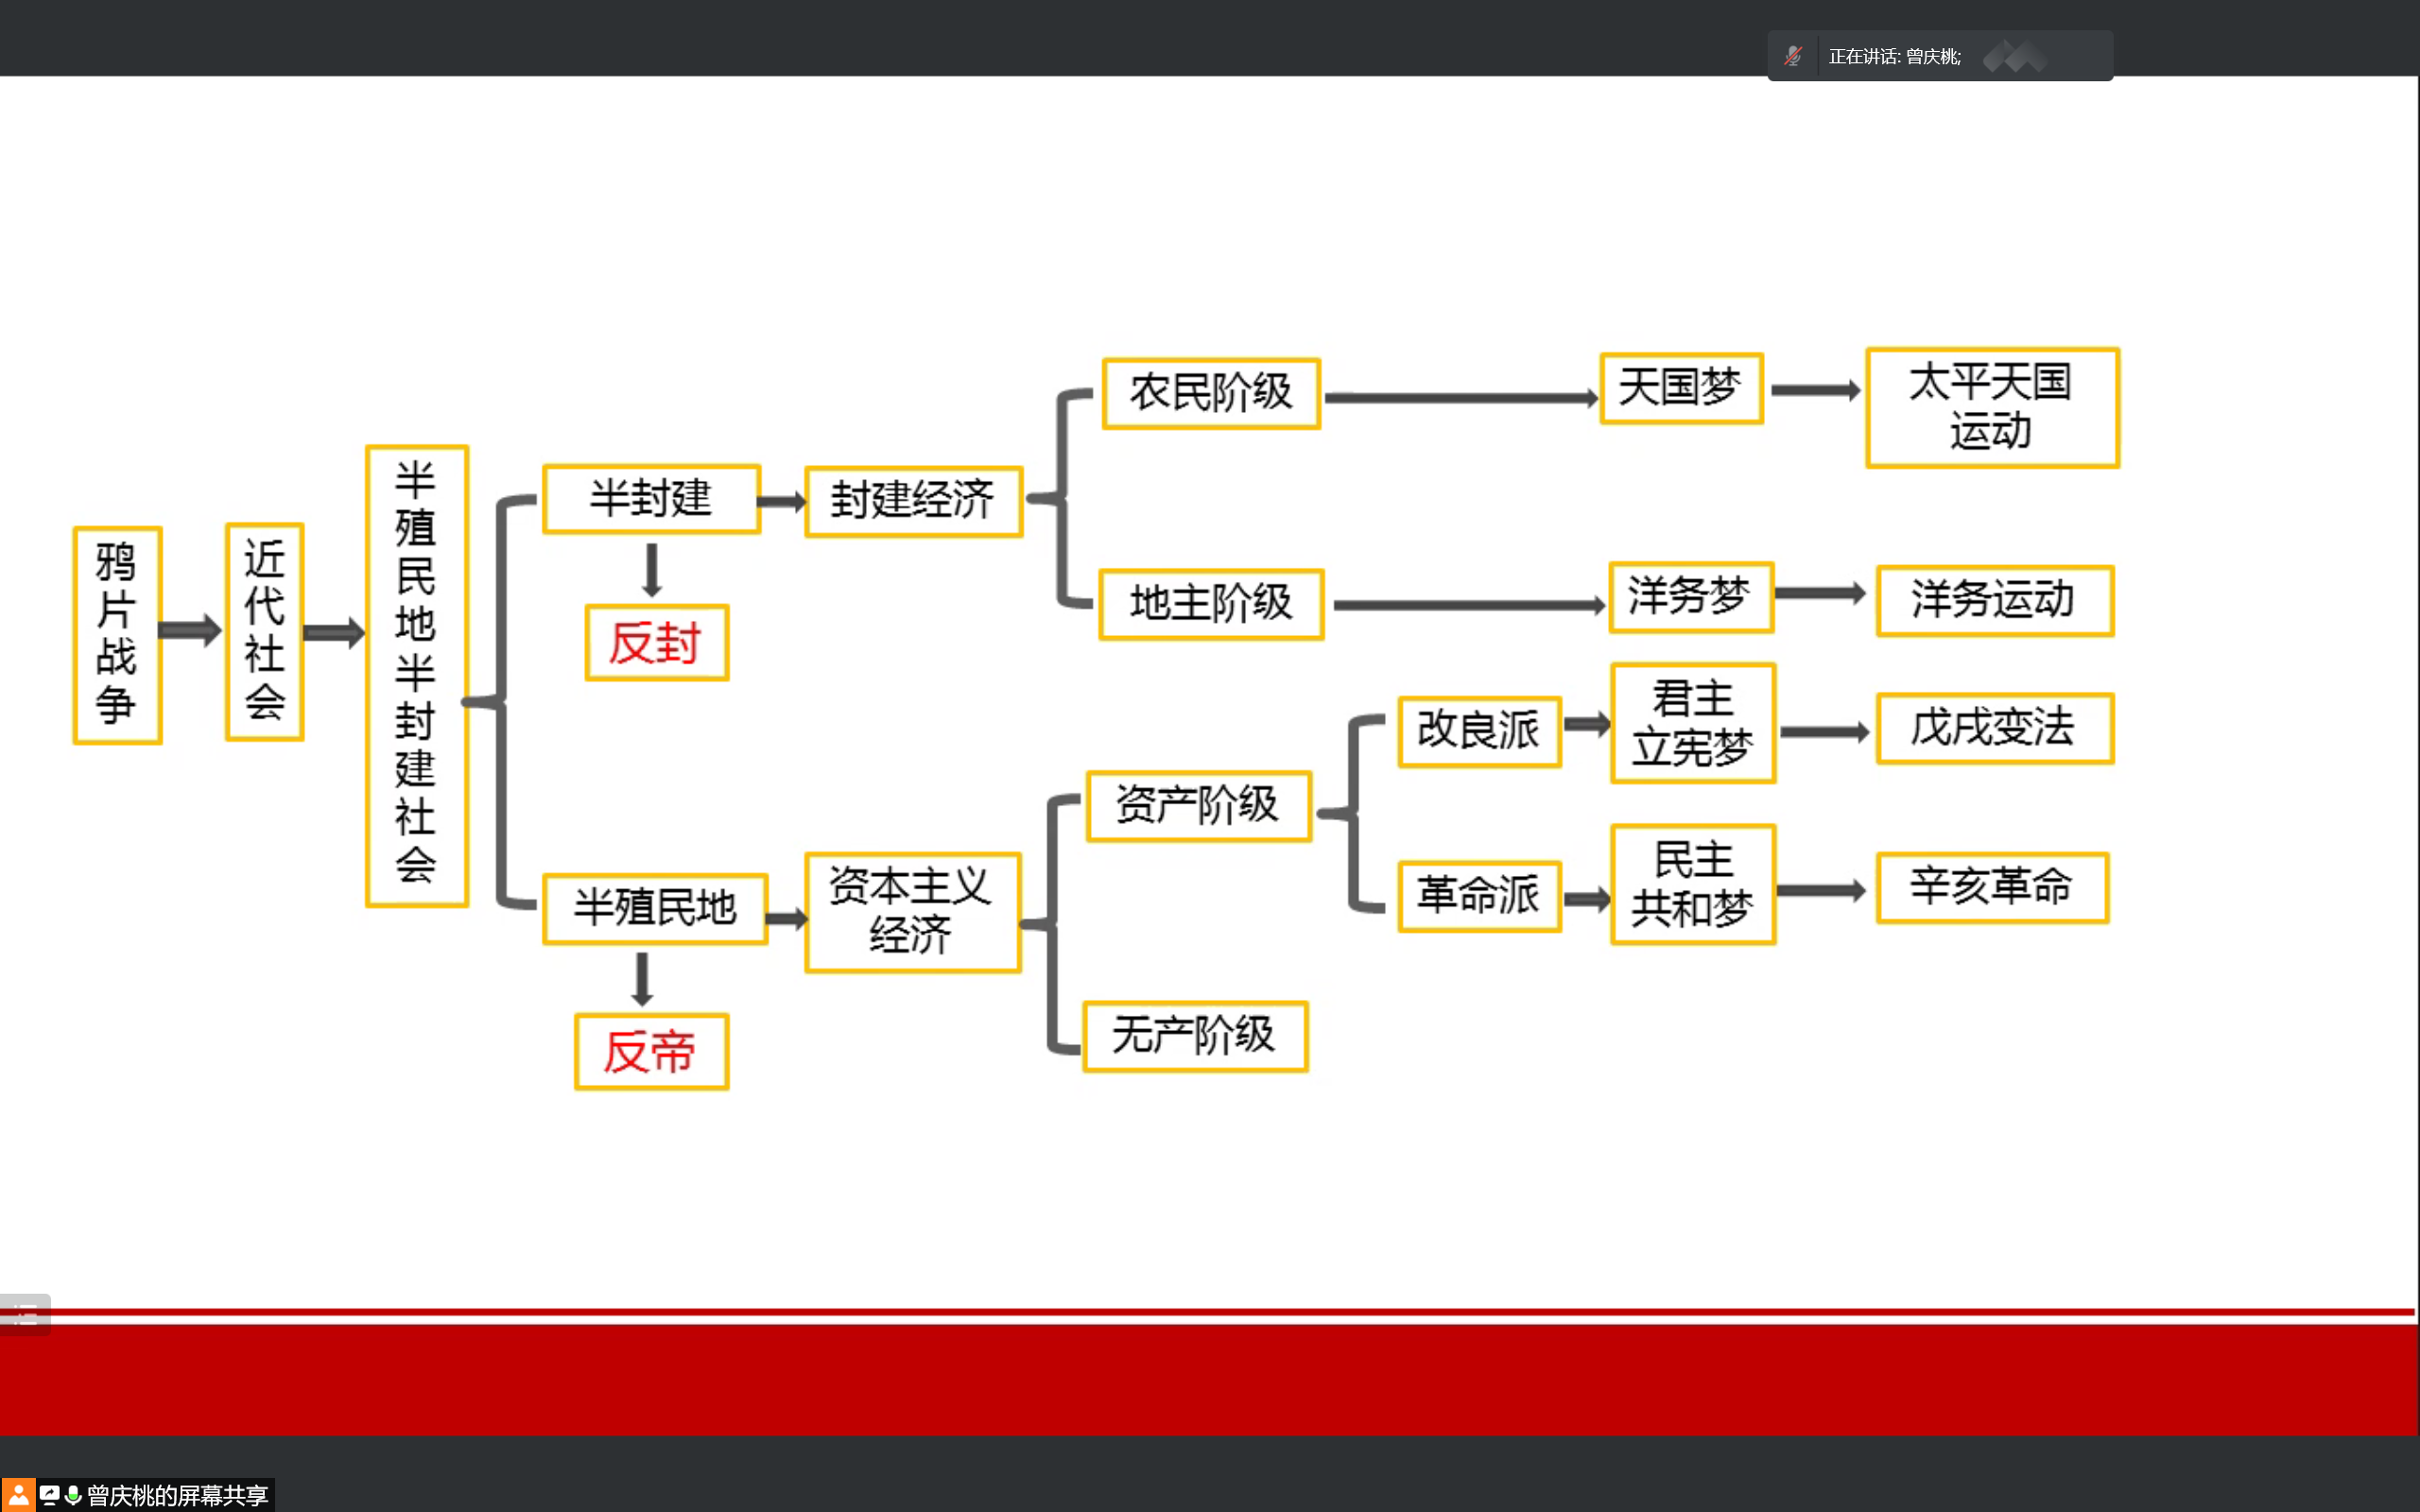 正在讲话: 曾庆桃;
鸦
片
战
争
近
代
社
会
半
殖
民
地
半
封
建
社
会
半封建
反封
封建经济
农民阶级
天国梦
太平天国
运动
地主阶级
洋务梦
洋务运动
半殖民地
反帝
资本主义
经济
资产阶级
改良派
君主
立宪梦
戊戌变法
革命派
民主
共和梦
辛亥革命
无产阶级
曾庆桃的屏幕共享